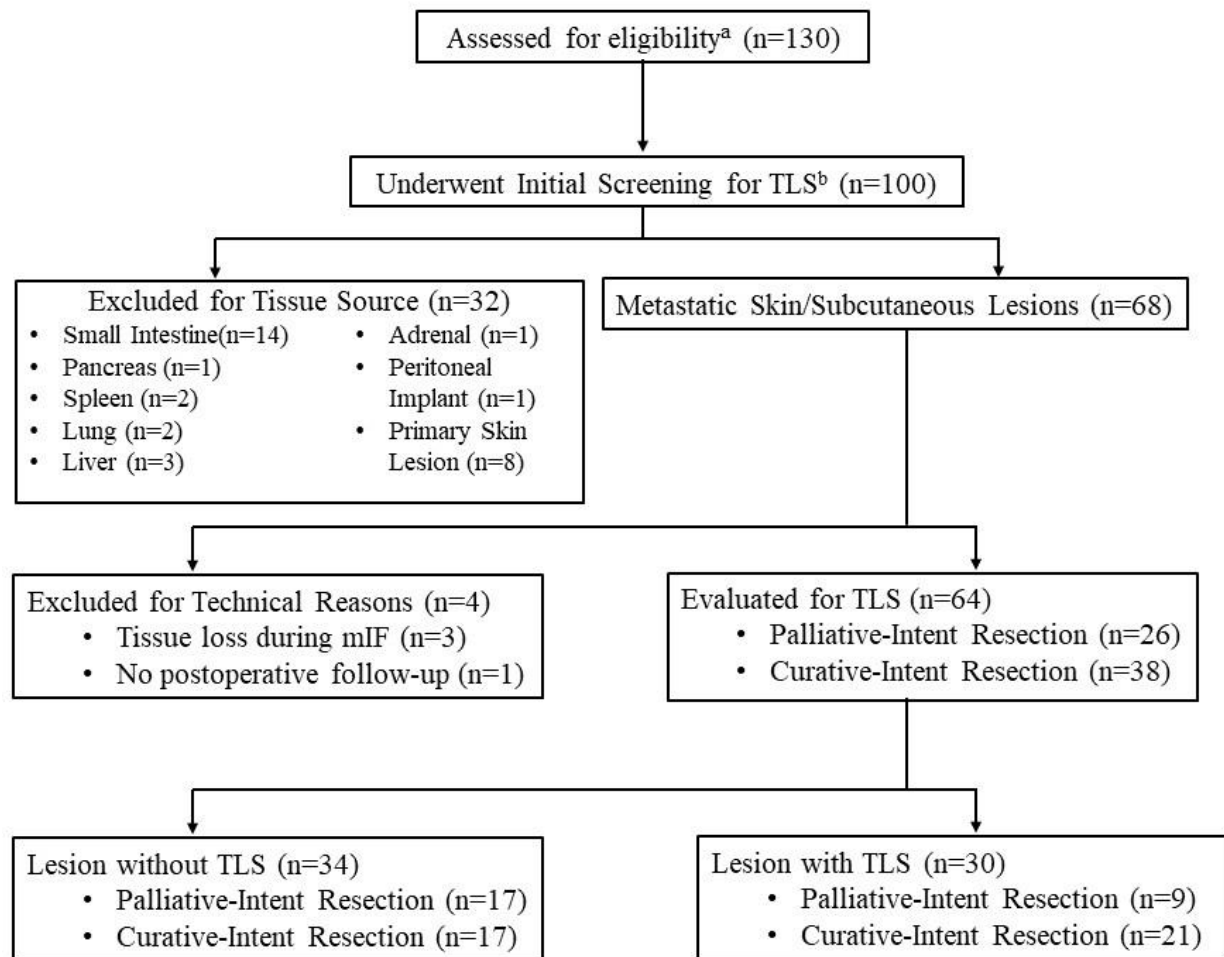 Assessed for eligibilityᵃ (n=130)
Underwent Initial Screening for TLSᵇ (n=100)
Excluded for Tissue Source (n=32)
• Small Intestine(n=14)
• Pancreas (n=1)
• Spleen (n=2)
• Lung (n=2)
• Liver (n=3)
• Adrenal (n=1)
• Peritoneal
Implant (n=1)
• Primary Skin
Lesion (n=8)
Metastatic Skin/Subcutaneous Lesions (n=68)
Excluded for Technical Reasons (n=4)
• Tissue loss during mIF (n=3)
• No postoperative follow-up (n=1)
Evaluated for TLS (n=64)
• Palliative-Intent Resection (n=26)
• Curative-Intent Resection (n=38)
Lesion without TLS (n=34)
• Palliative-Intent Resection (n=17)
• Curative-Intent Resection (n=17)
Lesion with TLS (n=30)
• Palliative-Intent Resection (n=9)
• Curative-Intent Resection (n=21)